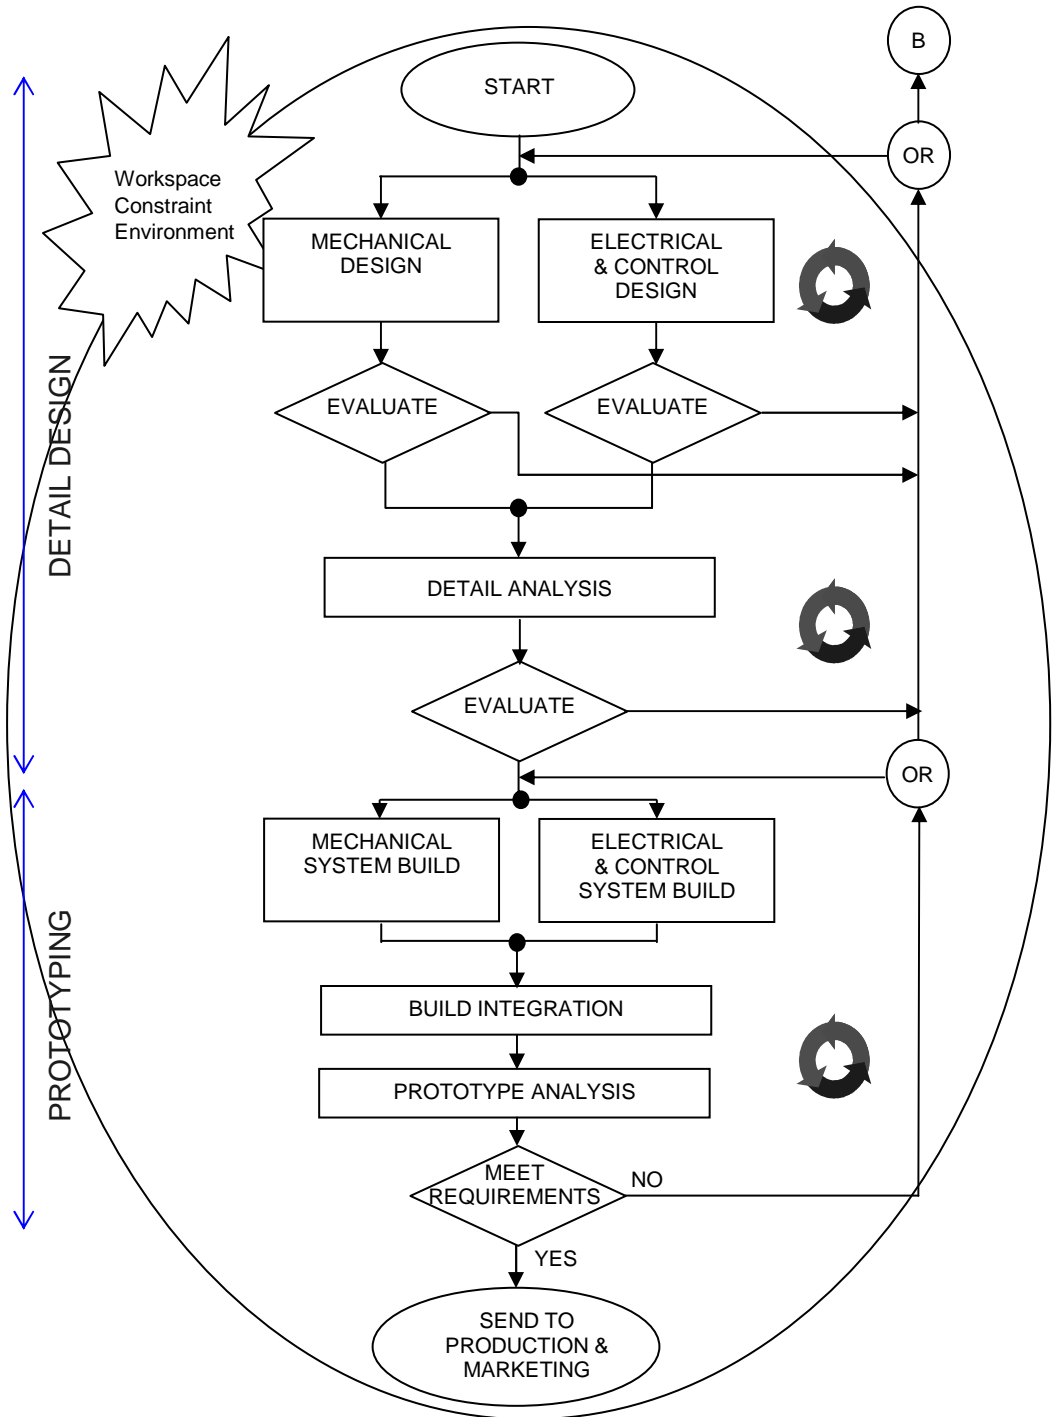 B
START
OR
Workspace
Constraint
Environment
MECHANICAL
DESIGN
ELECTRICAL
& CONTROL
DESIGN
EVALUATE
EVALUATE
DETAIL DESIGN
DETAIL ANALYSIS
EVALUATE
OR
MECHANICAL
SYSTEM BUILD
ELECTRICAL
& CONTROL
SYSTEM BUILD
PROTOTYPING
BUILD INTEGRATION
PROTOTYPE ANALYSIS
MEET
REQUIREMENTS
NO
YES
SEND TO
PRODUCTION &
MARKETING